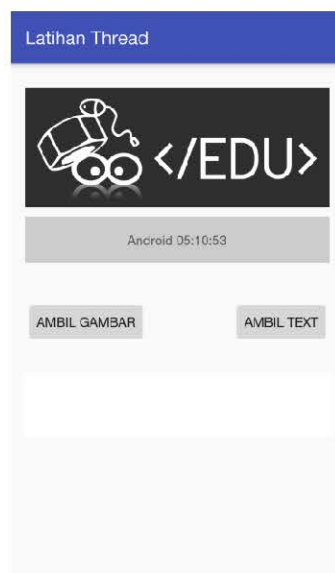 Latihan Thread
</EDU>
Android 05:10:53
AMBIL GAMBAR
AMBIL TEXT